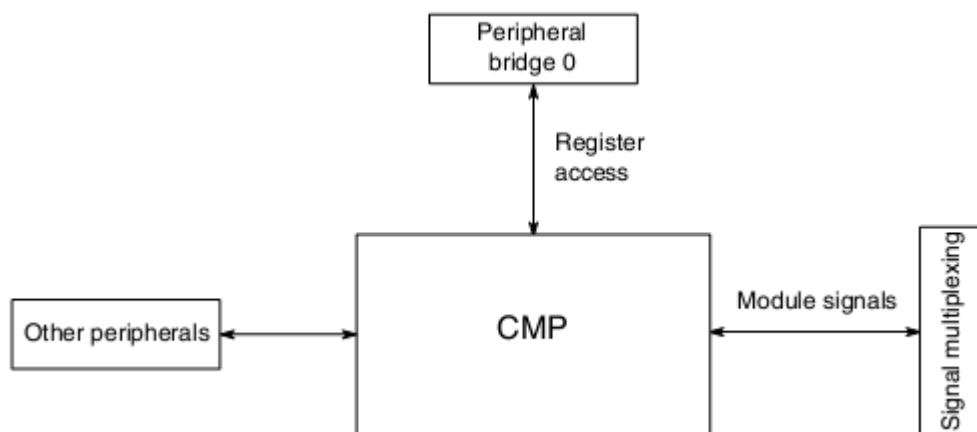 Peripheral
bridge 0
Register
access
Other peripherals
CMP
Module signals
Signal multiplexing